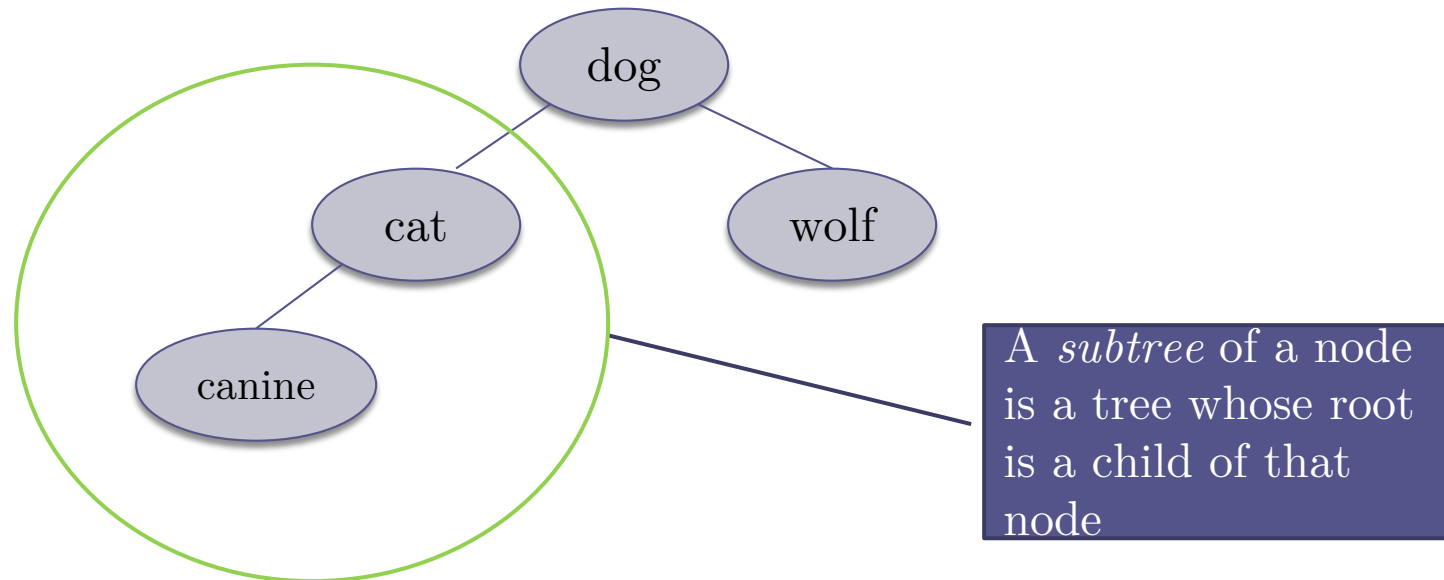 dog
cat
wolf
canine
A subtree of a node
is a tree whose root
is a child of that
node